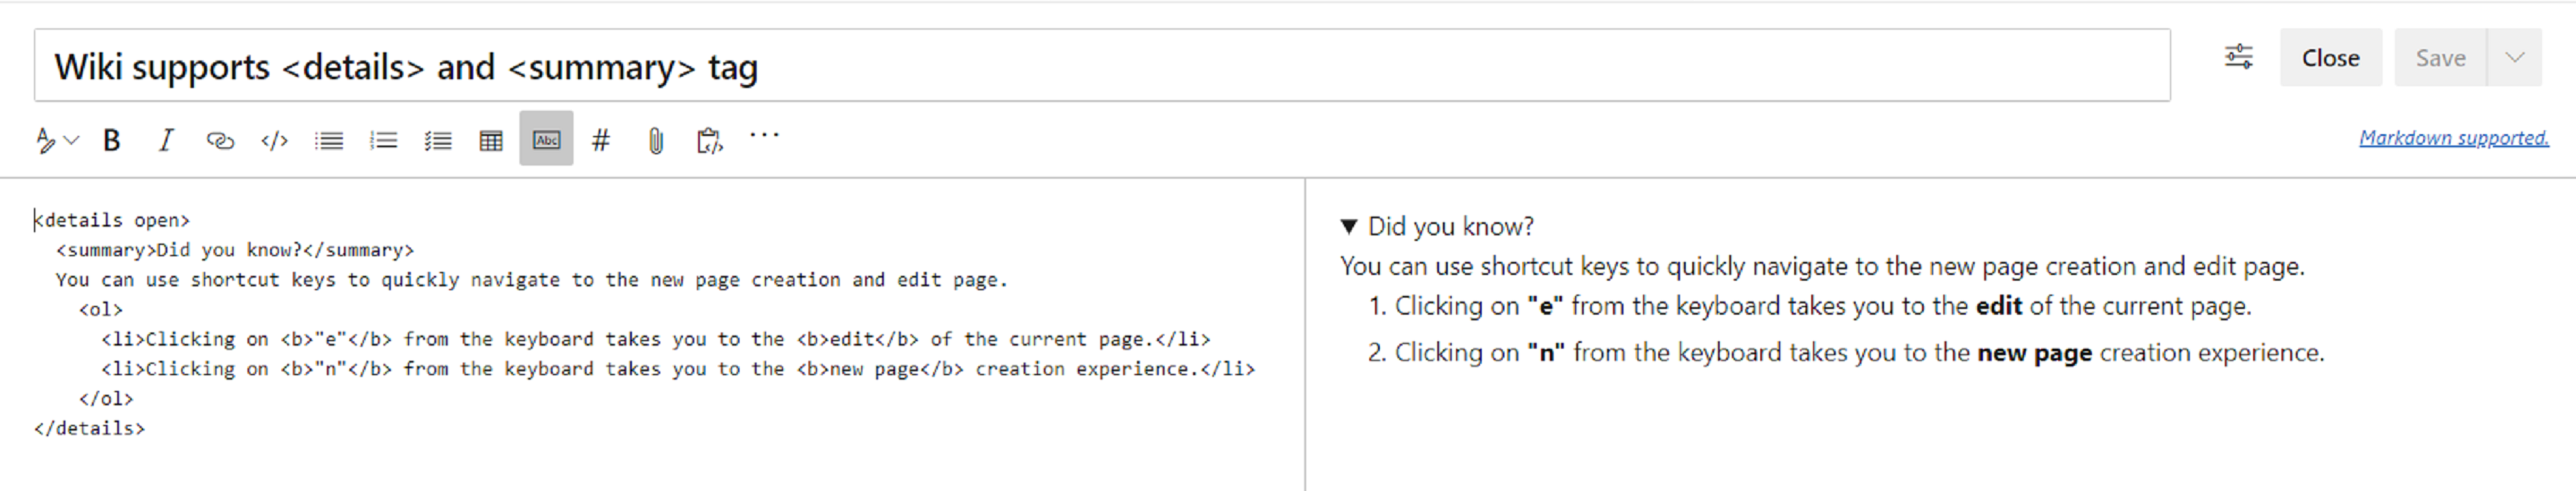 Wiki supports <details> and <summary> tag
Close
Save
B
I
</>
Abc
#
...
Markdown supported.
<details open>
<summary>Did you know?</summary>
You can use shortcut keys to quickly navigate to the new page creation and edit page.
<ol>
<li>Clicking on <b>"e"</b> from the keyboard takes you to the <b>edit</b> of the current page.</li>
<li>Clicking on <b>"n"</b> from the keyboard takes you to the <b>new page</b> creation experience.</li>
</ol>
</details>
▼ Did you know?
You can use shortcut keys to quickly navigate to the new page creation and edit page.
1. Clicking on "e" from the keyboard takes you to the edit of the current page.
2. Clicking on "n" from the keyboard takes you to the new page creation experience.